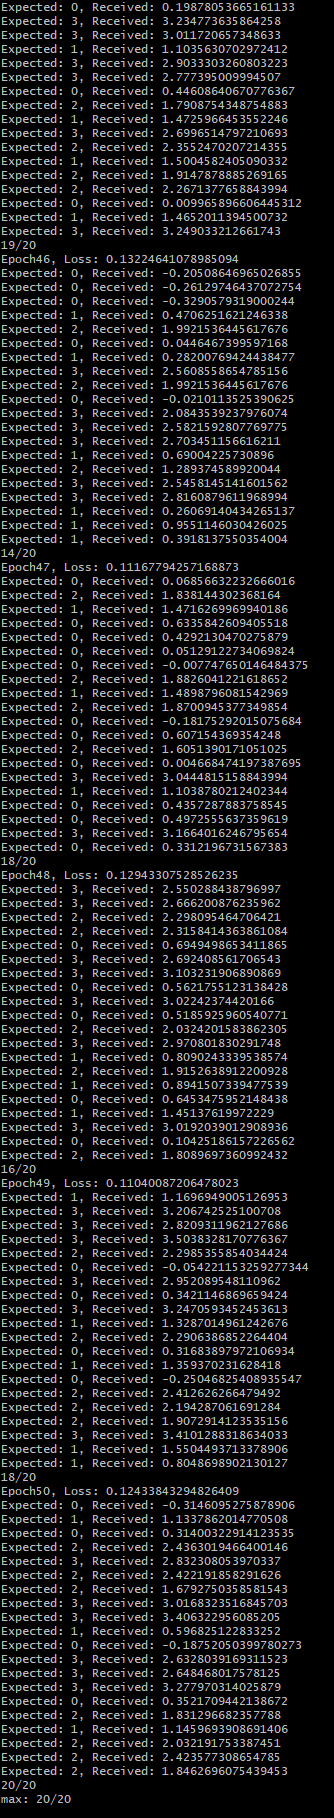 Expected: 0, Received: 0.19878053665161133
Expected: 3, Received: 3.234773635864258
Expected: 3, Received: 3.011720657348633
Expected: 1, Received: 1.1035630702972412
Expected: 3, Received: 2.9033303260803223
Expected: 3, Received: 2.777395009994507
Expected: 0, Received: 0.44608640670776367
Expected: 2, Received: 1.7908754348754883
Expected: 1, Received: 1.4725966453552246
Expected: 3, Received: 2.6996514797210693
Expected: 2, Received: 2.3552470207214355
Expected: 1, Received: 1.5004582405090332
Expected: 2, Received: 1.9147878885269165
Expected: 2, Received: 2.2671377658843994
Expected: 0, Received: 0.009965896606445312
Expected: 1, Received: 1.4652011394500732
Expected: 3, Received: 3.249033212661743
19/20
Epoch46, Loss: 0.13224641078985094
Expected: 0, Received: -0.20508646965026855
Expected: 0, Received: -0.26129746437072754
Expected: 0, Received: -0.3290579319000244
Expected: 1, Received: 0.4706251621246338
Expected: 2, Received: 1.9921536445617676
Expected: 0, Received: 0.0446467399597168
Expected: 1, Received: 0.28200769424438477
Expected: 3, Received: 2.5608558654785156
Expected: 2, Received: 1.9921536445617676
Expected: 0, Received: -0.0210113525390625
Expected: 3, Received: 2.0843539237976074
Expected: 3, Received: 2.5821592807769775
Expected: 3, Received: 2.703451156616211
Expected: 1, Received: 0.69004225730896
Expected: 2, Received: 1.289374589920044
Expected: 3, Received: 2.5458145141601562
Expected: 3, Received: 2.8160879611968994
Expected: 1, Received: 0.26069140434265137
Expected: 1, Received: 0.9551146030426025
Expected: 1, Received: 0.3918137550354004
14/20
Epoch47, Loss: 0.11167794257168873
Expected: 0, Received: 0.06856632232666016
Expected: 2, Received: 1.838144302368164
Expected: 1, Received: 1.4716269969940186
Expected: 0, Received: 0.6335842609405518
Expected: 0, Received: 0.4292130470275879
Expected: 0, Received: 0.05129122734069824
Expected: 0, Received: -0.007747650146484375
Expected: 2, Received: 1.8826041221618652
Expected: 1, Received: 1.4898796081542969
Expected: 2, Received: 1.8700945377349854
Expected: 0, Received: -0.18175292015075684
Expected: 0, Received: 0.607154369354248
Expected: 2, Received: 1.6051390171051025
Expected: 0, Received: 0.004668474197387695
Expected: 3, Received: 3.0444815158843994
Expected: 1, Received: 1.1038780212402344
Expected: 0, Received: 0.4357287883758545
Expected: 0, Received: 0.4972555637359619
Expected: 3, Received: 3.1664016246795654
Expected: 0, Received: 0.3312196731567383
18/20
Epoch48, Loss: 0.12943307528526235
Expected: 3, Received: 2.550288438796997
Expected: 3, Received: 2.666200876235962
Expected: 2, Received: 2.298095464706421
Expected: 2, Received: 2.3158414363861084
Expected: 0, Received: 0.6949498653411865
Expected: 3, Received: 2.692408561706543
Expected: 3, Received: 3.103231906890869
Expected: 0, Received: 0.5621755123138428
Expected: 3, Received: 3.02242374420166
Expected: 0, Received: 0.5185925960540771
Expected: 2, Received: 2.0324201583862305
Expected: 3, Received: 2.970801830291748
Expected: 1, Received: 0.8090243339538574
Expected: 2, Received: 1.9152638912200928
Expected: 1, Received: 0.8941507339477539
Expected: 0, Received: 0.6453475952148438
Expected: 1, Received: 1.45137619972229
Expected: 3, Received: 3.0192039012908936
Expected: 0, Received: 0.10425186157226562
Expected: 2, Received: 1.8089697360992432
16/20
Epoch49, Loss: 0.11040087206478023
Expected: 1, Received: 1.1696949005126953
Expected: 3, Received: 3.206742525100708
Expected: 3, Received: 2.8209311962127686
Expected: 3, Received: 3.5038328170776367
Expected: 2, Received: 2.2985355854034424
Expected: 0, Received: -0.054221153259277344
Expected: 3, Received: 2.952089548110962
Expected: 0, Received: 0.3421146869659424
Expected: 3, Received: 3.2470593452453613
Expected: 1, Received: 1.3287014961242676
Expected: 2, Received: 2.2906386852264404
Expected: 0, Received: 0.31683897972106934
Expected: 1, Received: 1.359370231628418
Expected: 0, Received: -0.25046825408935547
Expected: 2, Received: 2.412626266479492
Expected: 2, Received: 2.194287061691284
Expected: 2, Received: 1.9072914123535156
Expected: 3, Received: 3.4101288318634033
Expected: 1, Received: 1.5504493713378906
Expected: 1, Received: 0.8048698902130127
18/20
Epoch50, Loss: 0.12433843294826409
Expected: 0, Received: -0.3146095275878906
Expected: 1, Received: 1.1337862014770508
Expected: 0, Received: 0.31400322914123535
Expected: 2, Received: 2.4363019466400146
Expected: 3, Received: 2.832308053970337
Expected: 2, Received: 2.422191858291626
Expected: 2, Received: 1.6792750358581543
Expected: 3, Received: 3.0168323516845703
Expected: 3, Received: 3.406322956085205
Expected: 1, Received: 0.596825122833252
Expected: 0, Received: -0.18752050399780273
Expected: 3, Received: 2.6328039169311523
Expected: 3, Received: 2.648468017578125
Expected: 3, Received: 3.277970314025879
Expected: 0, Received: 0.3521709442138672
Expected: 2, Received: 1.831296682357788
Expected: 1, Received: 1.1459693908691406
Expected: 2, Received: 2.032191753387451
Expected: 2, Received: 2.423577308654785
Expected: 2, Received: 1.8462696075439453
20/20
max: 20/20